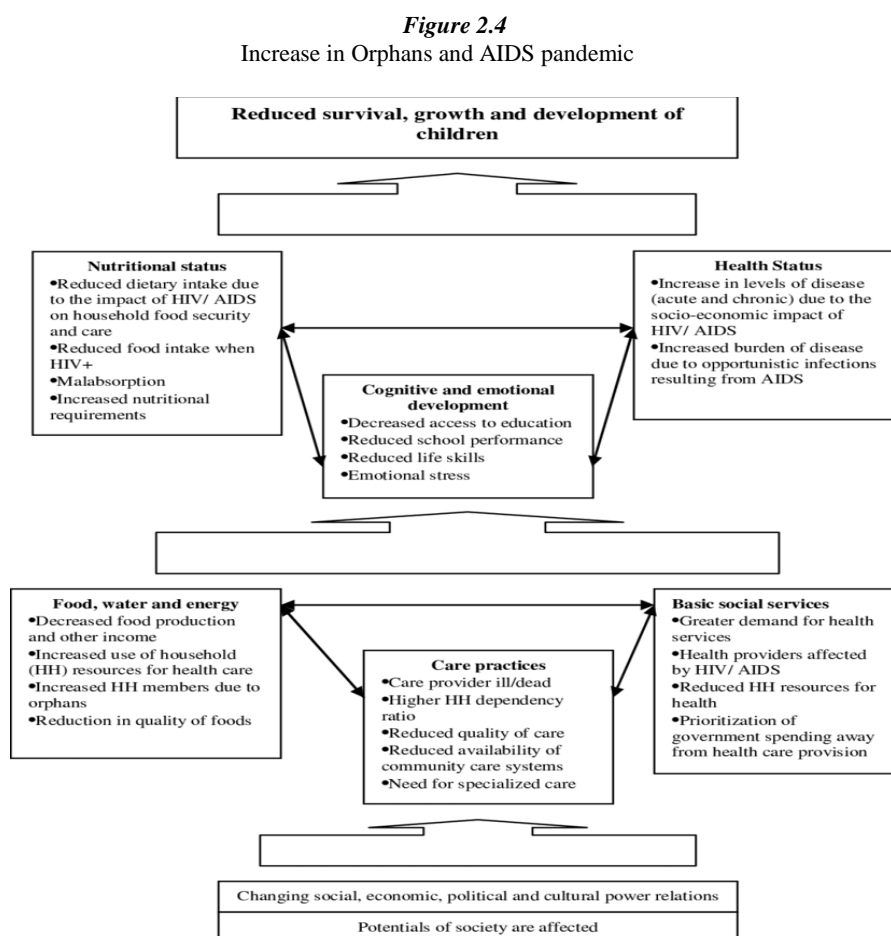 Figure 2.4
Increase in Orphans and AIDS pandemic
Reduced survival, growth and development of
children
Nutritional status
•Reduced dietary intake due
to the impact of HIV/ AIDS
on household food security
and care
•Reduced food intake when
HIV+
•Malabsorption
•Increased nutritional
requirements
Health Status
•Increase in levels of disease
(acute and chronic) due to the
socio-economic impact of
HIV/ AIDS
•Increased burden of disease
due to opportunistic infections
resulting from AIDS
Cognitive and emotional
development
•Decreased access to education
•Reduced school performance
•Reduced life skills
•Emotional stress
Food, water and energy
•Decreased food production
and other income
•Increased use of household
(HH) resources for health care
•Increased HH members due to
orphans
•Reduction in quality of foods
Care practices
•Care provider ill/dead
•Higher HH dependency
ratio
•Reduced quality of care
•Reduced availability of
community care systems
•Need for specialized care
Basic social services
•Greater demand for health
services
•Health providers affected
by HIV/ AIDS
•Reduced HH resources for
health
•Prioritization of
government spending away
from health care provision
Changing social, economic, political and cultural power relations
Potentials of society are affected